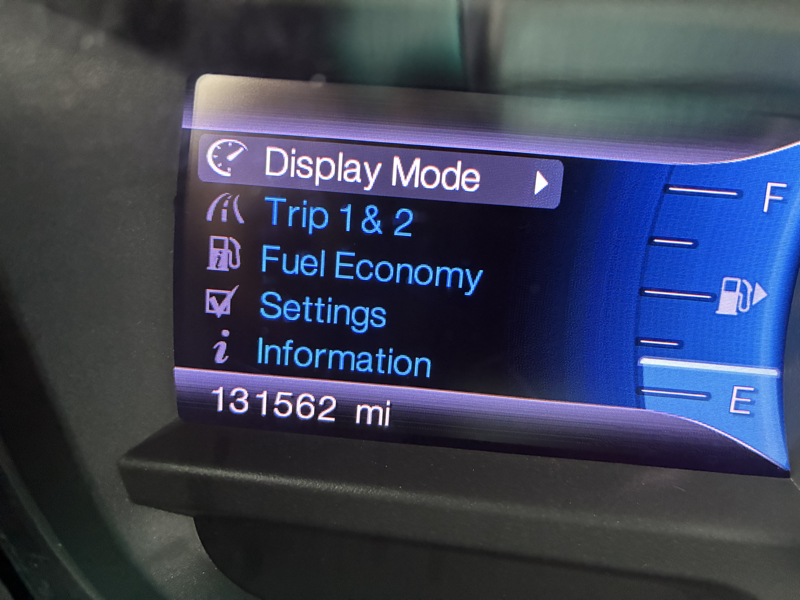 Display Mode
Trip 1 & 2
Fuel Economy
Settings
Information
131562 mi
F
E